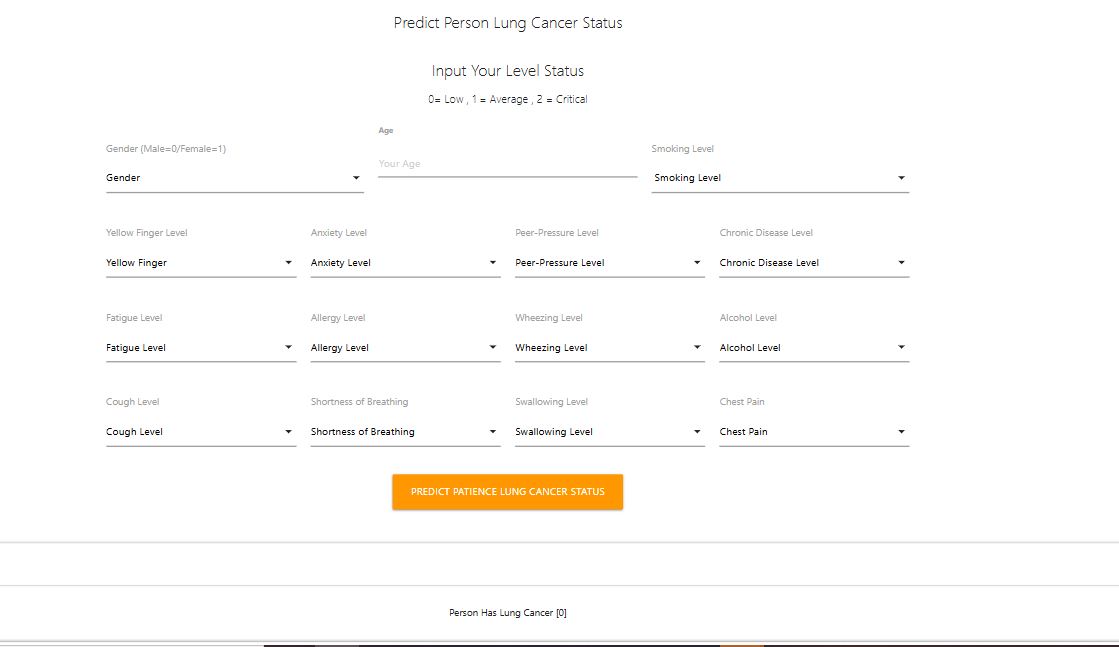 Predict Person Lung Cancer Status
Input Your Level Status
0= Low , 1 = Average , 2 = Critical
Gender (Male=0/Female=1)
Gender
Age
Your Age
Smoking Level
Smoking Level
Yellow Finger Level
Yellow Finger
Anxiety Level
Anxiety Level
Peer-Pressure Level
Peer-Pressure Level
Chronic Disease Level
Chronic Disease Level
Fatigue Level
Fatigue Level
Allergy Level
Allergy Level
Wheezing Level
Wheezing Level
Alcohol Level
Alcohol Level
Cough Level
Cough Level
Shortness of Breathing
Shortness of Breathing
Swallowing Level
Swallowing Level
Chest Pain
Chest Pain
PREDICT PATIENCE LUNG CANCER STATUS
Person Has Lung Cancer [0]